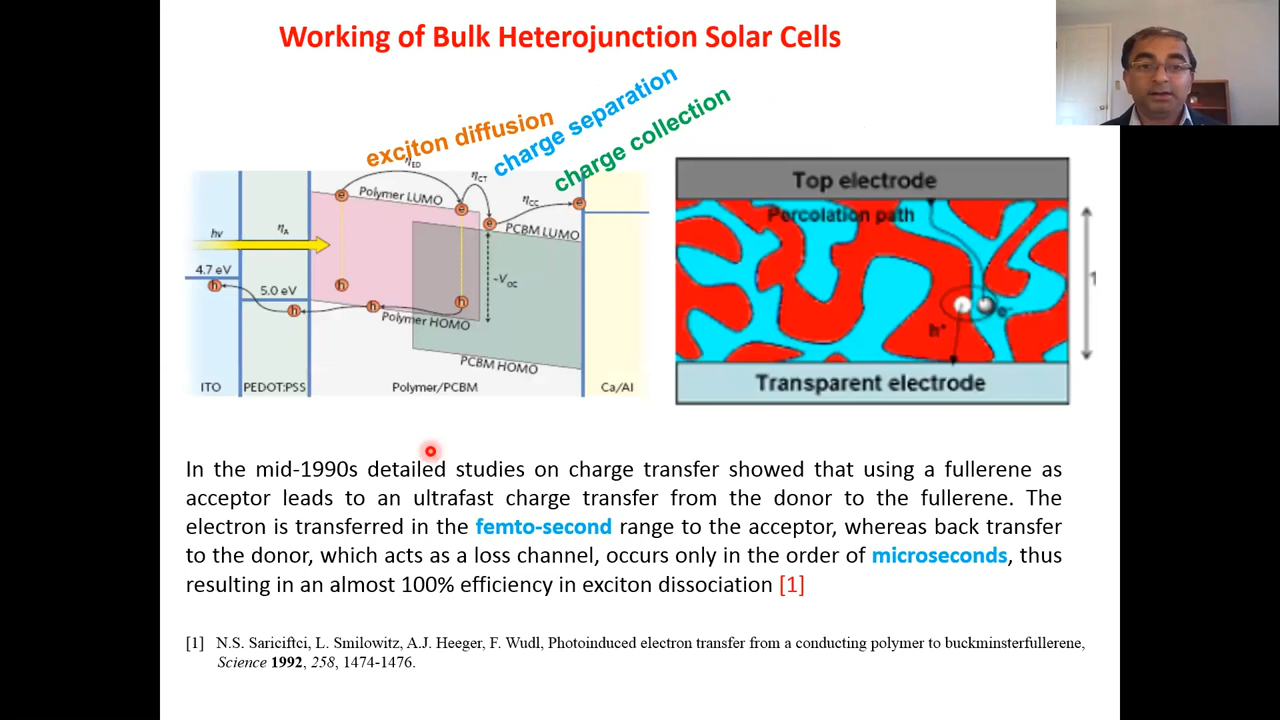 Working of Bulk Heterojunction Solar Cells
exciton diffusion
charge separation
charge collection
ηED
ηCT
ηCC
ηA
hν
Polymer LUMO
PCBM LUMO
4.7 eV
5.0 eV
e
e
e
e
h
h
h
h
h
~VOC
Polymer HOMO
PCBM HOMO
ITO
PEDOT:PSS
Polymer/PCBM
Ca/Al
Top electrode
Percolation path
e-
h+
Transparent electrode
In the mid-1990s detailed studies on charge transfer showed that using a fullerene as
acceptor leads to an ultrafast charge transfer from the donor to the fullerene. The
electron is transferred in the femto-second range to the acceptor, whereas back transfer
to the donor, which acts as a loss channel, occurs only in the order of microseconds, thus
resulting in an almost 100% efficiency in exciton dissociation [1]
[1] N.S. Sariciftci, L. Smilowitz, A.J. Heeger, F. Wudl, Photoinduced electron transfer from a conducting polymer to buckminsterfullerene,
Science 1992, 258, 1474-1476.